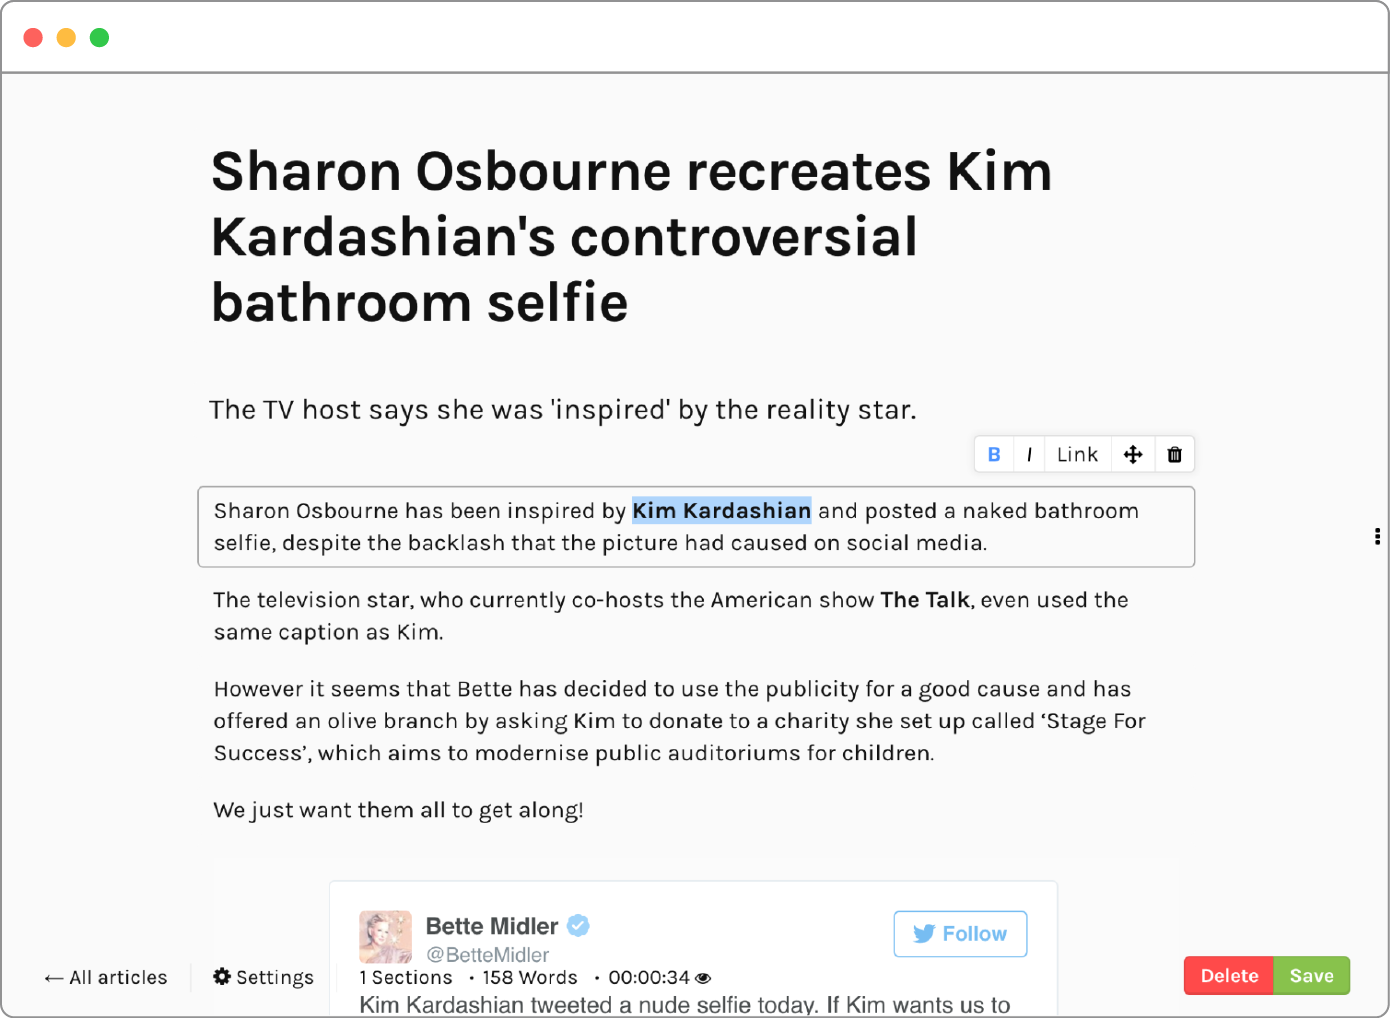 Sharon Osbourne recreates Kim
Kardashian's controversial
bathroom selfie
The TV host says she was 'inspired' by the reality star.
B I Link
Sharon Osbourne has been inspired by Kim Kardashian and posted a naked bathroom
selfie, despite the backlash that the picture had caused on social media.
The television star, who currently co-hosts the American show The Talk, even used the
same caption as Kim.
However it seems that Bette has decided to use the publicity for a good cause and has
offered an olive branch by asking Kim to donate to a charity she set up called ‘Stage For
Success’, which aims to modernise public auditoriums for children.
We just want them all to get along!
Bette Midler
@BetteMidler
Follow
← All articles
Settings
1 Sections · 158 Words · 00:00:34
Delete
Save
Kim Kardashian tweeted a nude selfie today. If Kim wants us to